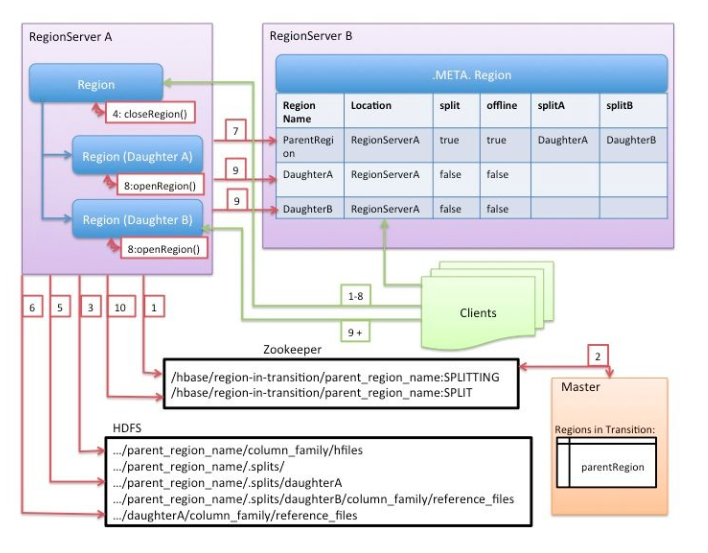 RegionServer A
Region
4: closeRegion()
Region (Daughter A)
8:openRegion()
Region (Daughter B)
8:openRegion()
7
9
9
RegionServer B
.META. Region
Region Name Location split offline splitA splitB
ParentRegi
on RegionServerA true true DaughterA DaughterB
DaughterA RegionServerA false false
DaughterB RegionServerA false false
6 5 3 10 1
1-8
9 +
Clients
Zookeeper
/hbase/region-in-transition/parent_region_name:SPLITTING
/hbase/region-in-transition/parent_region_name:SPLIT
2
Master
Regions in Transition:
parentRegion
HDFS
.../parent_region_name/column_family/hfiles
.../parent_region_name/.splits/
.../parent_region_name/.splits/daughterA
.../parent_region_name/.splits/daughterB/column_family/reference_files
.../daughterA/column_family/reference_files